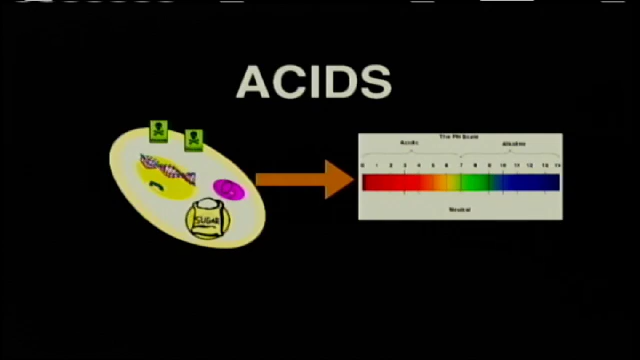 ACIDS
The PH Scale
Acidic
Alkaline
0 1 2 3 4 5 6 7 8 9 10 11 12 13 14
Neutral
SUGAR